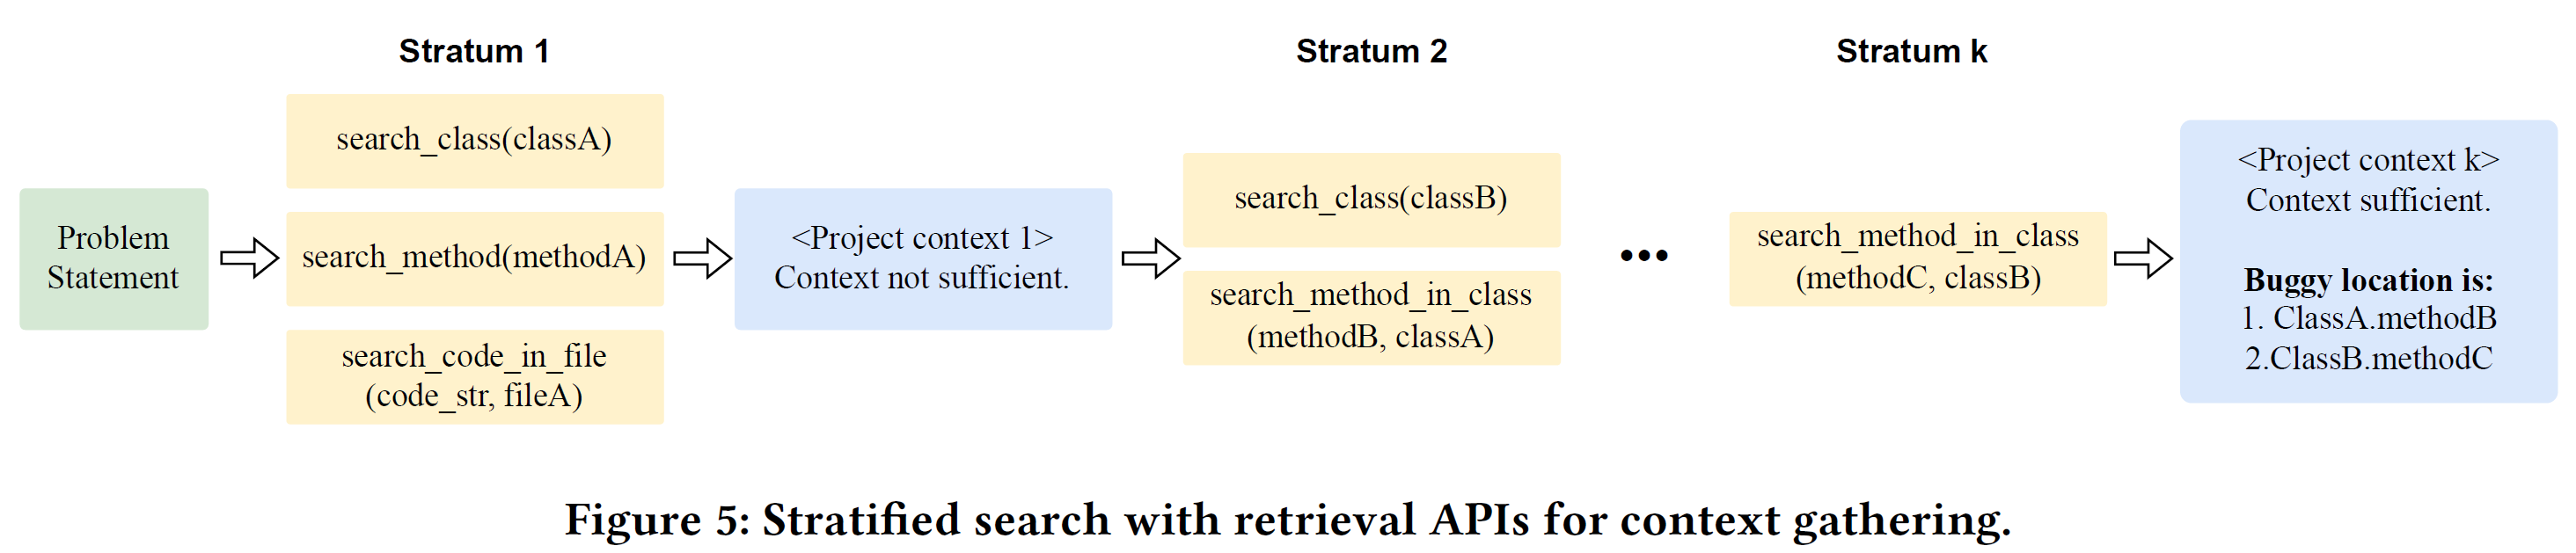 Stratum 1
Stratum 2
Stratum k
Problem
Statement
search_class(classA)
search_method(methodA)
search_code_in_file
(code_str, fileA)
<Project context 1>
Context not sufficient.
search_class(classB)
search_method_in_class
(methodB, classA)
•••
search_method_in_class
(methodC, classB)
<Project context k>
Context sufficient.
Buggy location is:
1. ClassA.methodB
2.ClassB.methodC
Figure 5: Stratified search with retrieval APIs for context gathering.